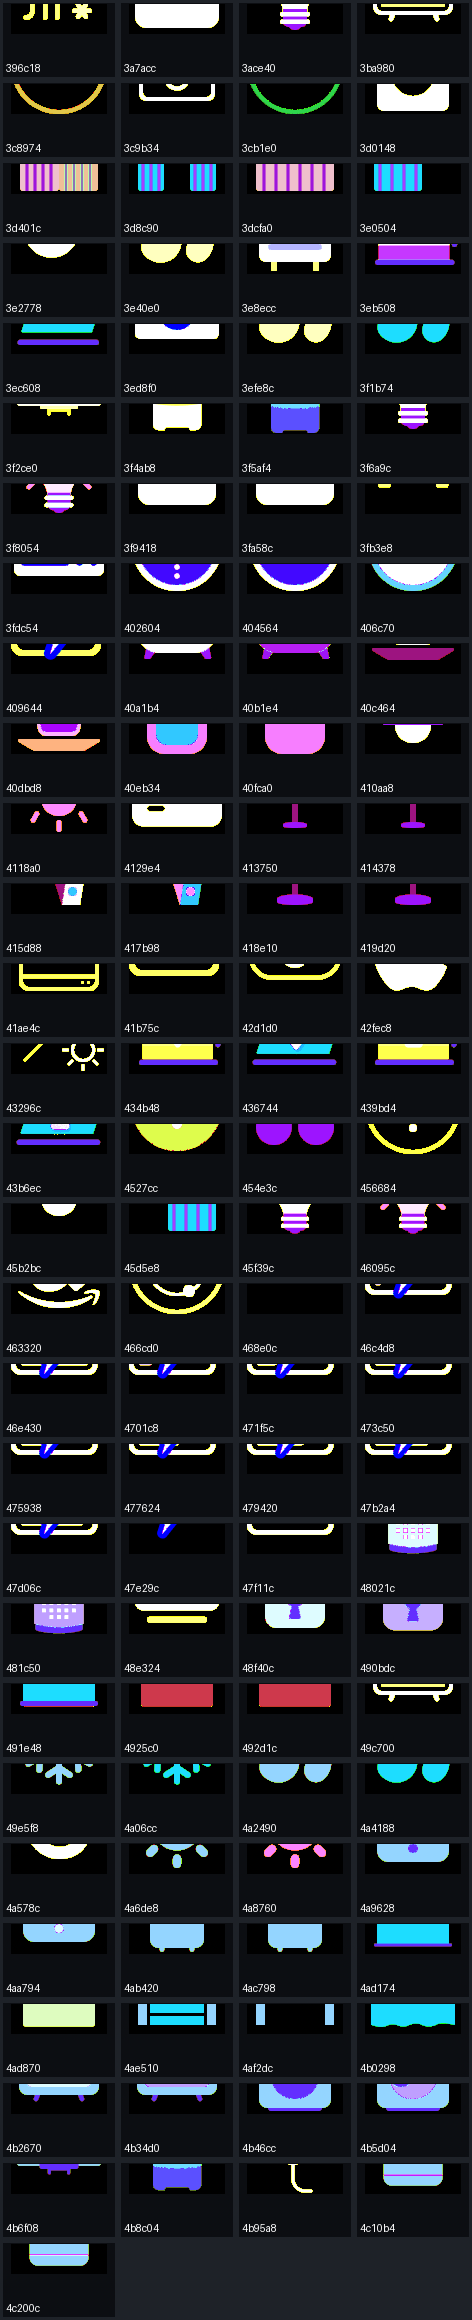 396c18 3a7acc 3ace40 3ba980
3c8974 3c9b34 3cb1e0 3d0148
3d401c 3d8c90 3dcfa0 3e0504
3e2778 3e40e0 3e8ecc 3eb508
3ec608 3ed8f0 3efe8c 3f1b74
3f2ce0 3f4ab8 3f5af4 3f6a9c
3f8054 3f9418 3fa58c 3fb3e8
3fdc54 402604 404564 406c70
409644 40a1b4 40b1e4 40c464
40dbd8 40eb34 40fca0 410aa8
4118a0 4129e4 413750 414378
415d88 417b98 418e10 419d20
41ae4c 41b75c 42d1d0 42fec8
43296c 434b48 436744 439bd4
43b6ec 4527cc 454e3c 456684
45b2bc 45d5e8 45f39c 46095c
463320 466cd0 468e0c 46c4d8
46e430 4701c8 471f5c 473c50
475938 477624 479420 47b2a4
47d06c 47e29c 47f11c 48021c
481c50 48e324 48f40c 490bdc
491e48 4925c0 492d1c 49c700
49e5f8 4a06cc 4a2490 4a4188
4a578c 4a6de8 4a8760 4a9628
4aa794 4ab420 4ac798 4ad174
4ad870 4ae510 4af2dc 4b0298
4b2670 4b34d0 4b46cc 4b5d04
4b6f08 4b8c04 4b95a8 4c10b4
4c200c